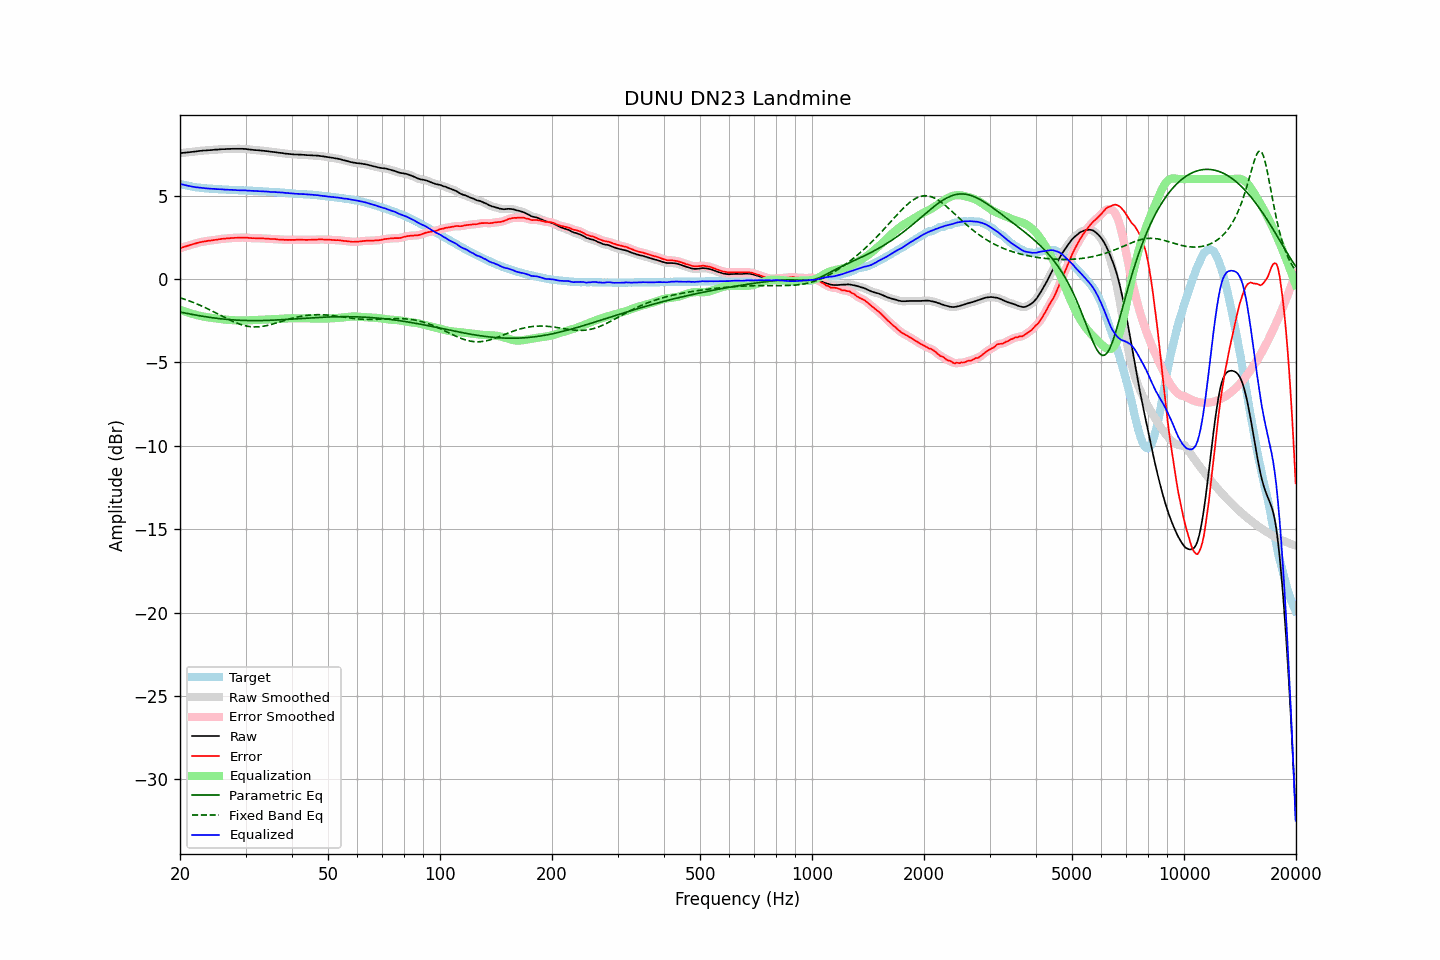 DUNU DN23 Landmine
Amplitude (dBr)
5
0
−5
−10
−15
−20
−25
−30
Target
Raw Smoothed
Error Smoothed
Raw
Error
Equalization
Parametric Eq
Fixed Band Eq
Equalized
20 50 100 200 500 1000 2000 5000 10000 20000
Frequency (Hz)